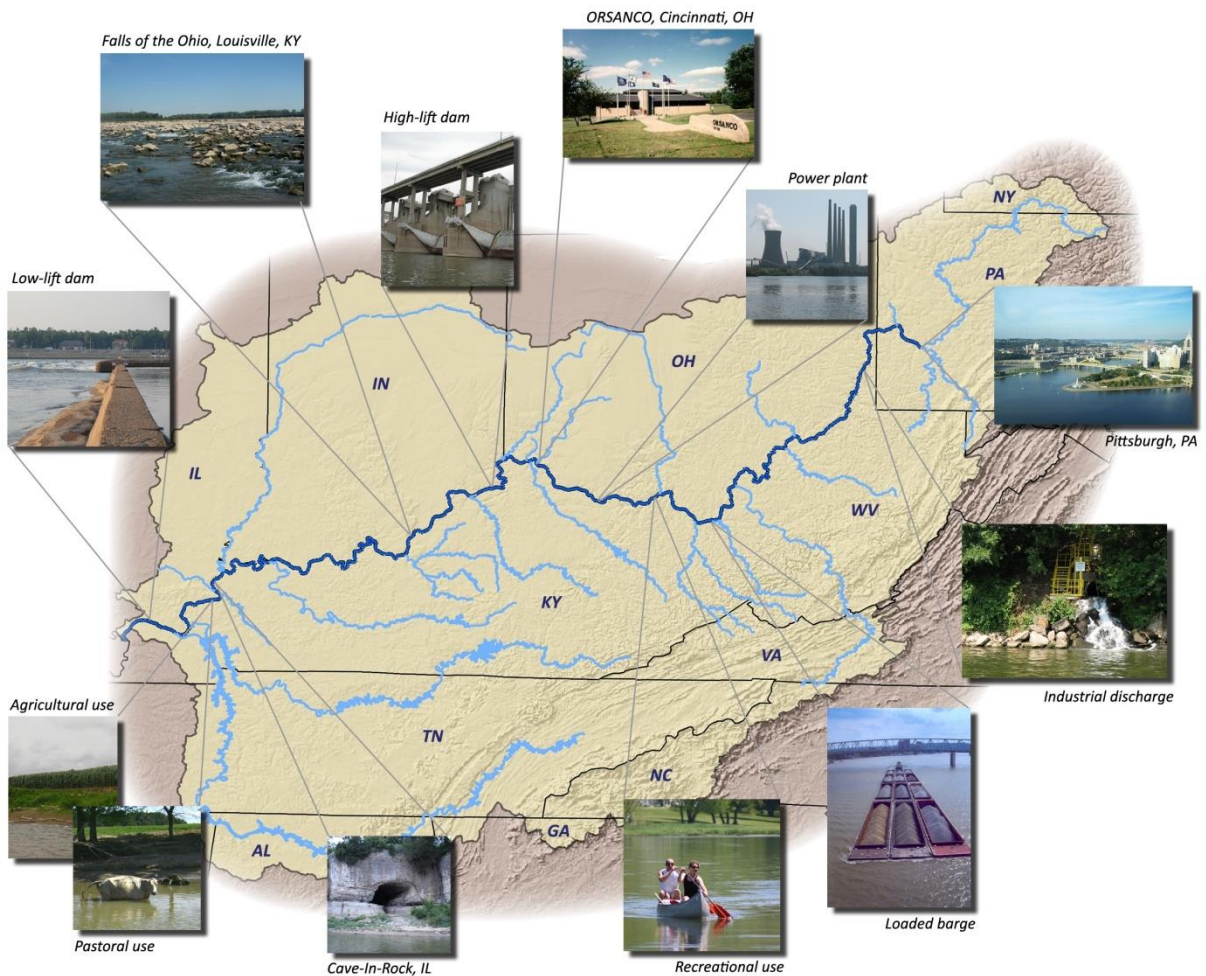 ORSANCO, Cincinnati, OH
Falls of the Ohio, Louisville, KY
High-lift dam
ORSANCO
Power plant
NY
Low-lift dam
PA
IN
OH
Pittsburgh, PA
IL
WV
KY
VA
Industrial discharge
Agricultural use
TN
NC
GA
AL
Loaded barge
Pastoral use
Cave-In-Rock, IL
Recreational use